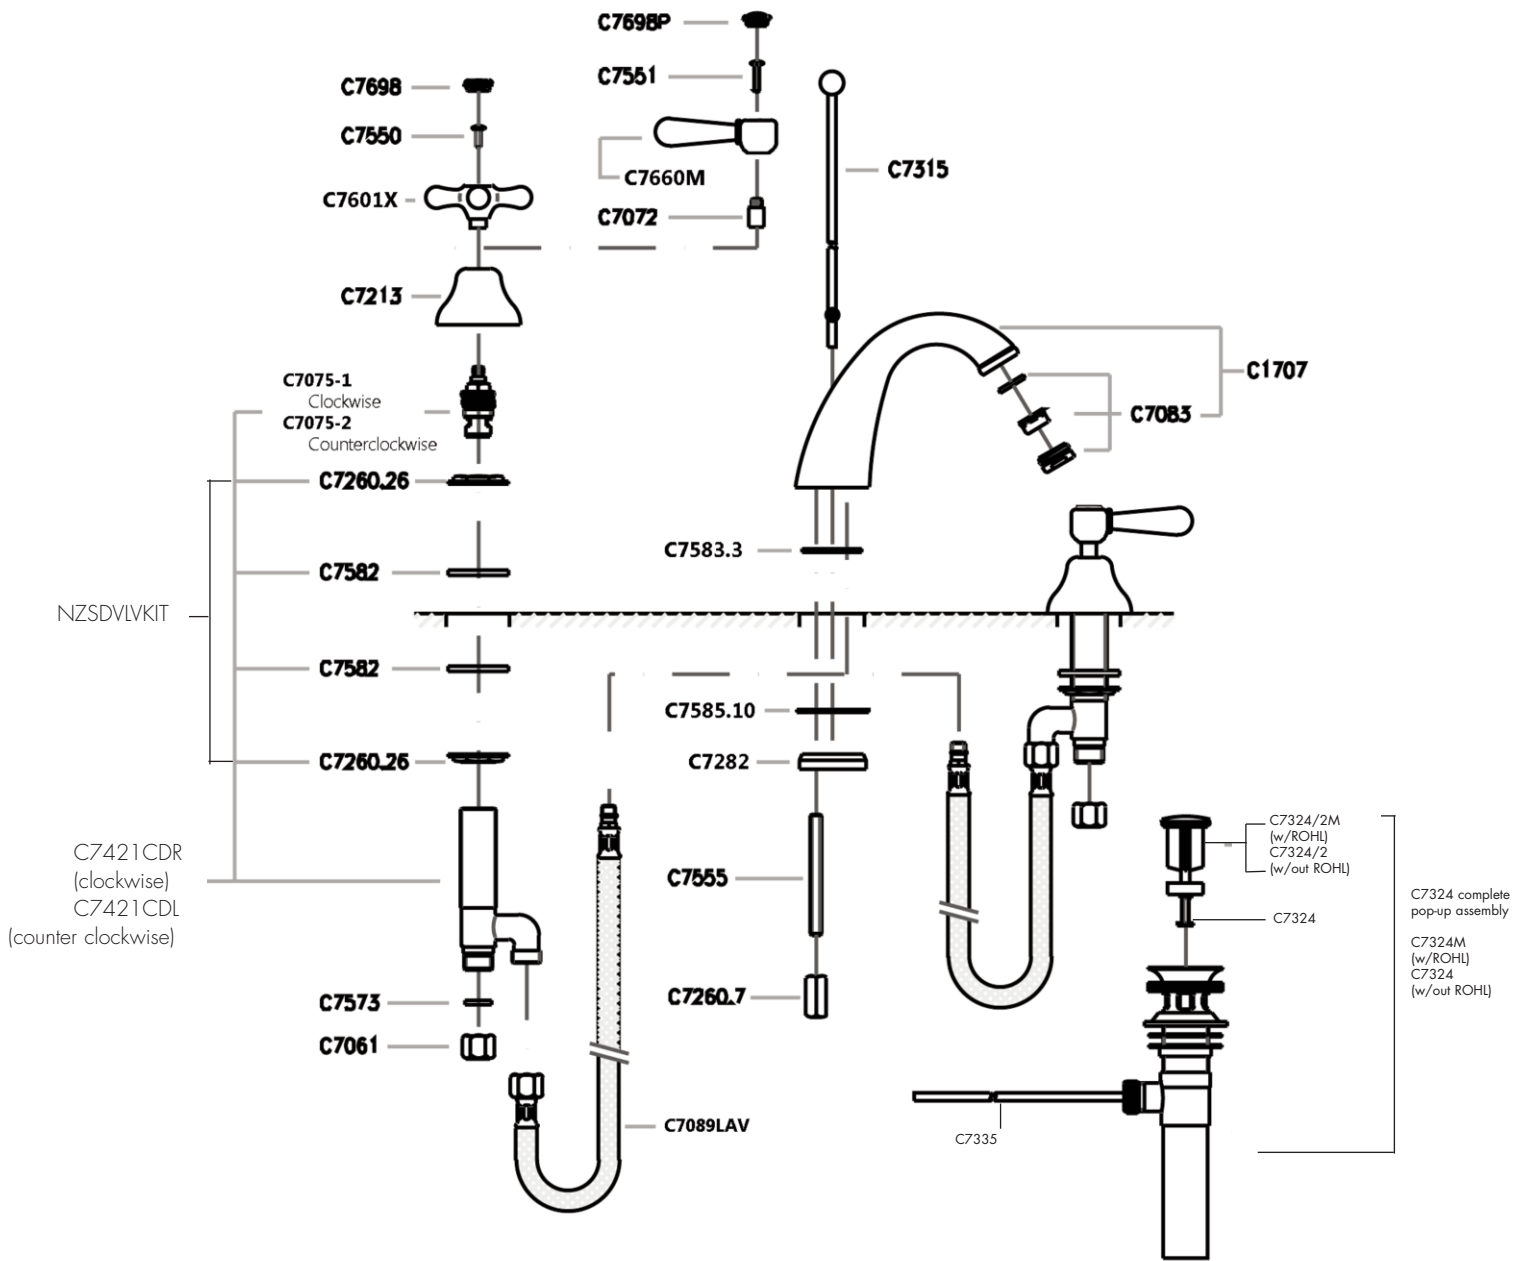 C7698P
C7698
C7551
C7550
C7315
C7660M
C7601X
C7072
C7213
C1707
C7075-1
Clockwise
C7075-2
Counterclockwise
C7083
C7260.26
C7583.3
C7582
NZSDVLVKIT
C7582
C7585.10
C7260.26
C7282
C7421CDR
(clockwise)
C7421CDL
(counter clockwise)
C7555
C7324/2M
(w/ROHL)
C7324/2
(w/out ROHL)
C7324
C7324 complete
pop-up assembly
C7324M
(w/ROHL)
C7324
(w/out ROHL)
C7573
C7260.7
C7061
C7089LAV
C7335